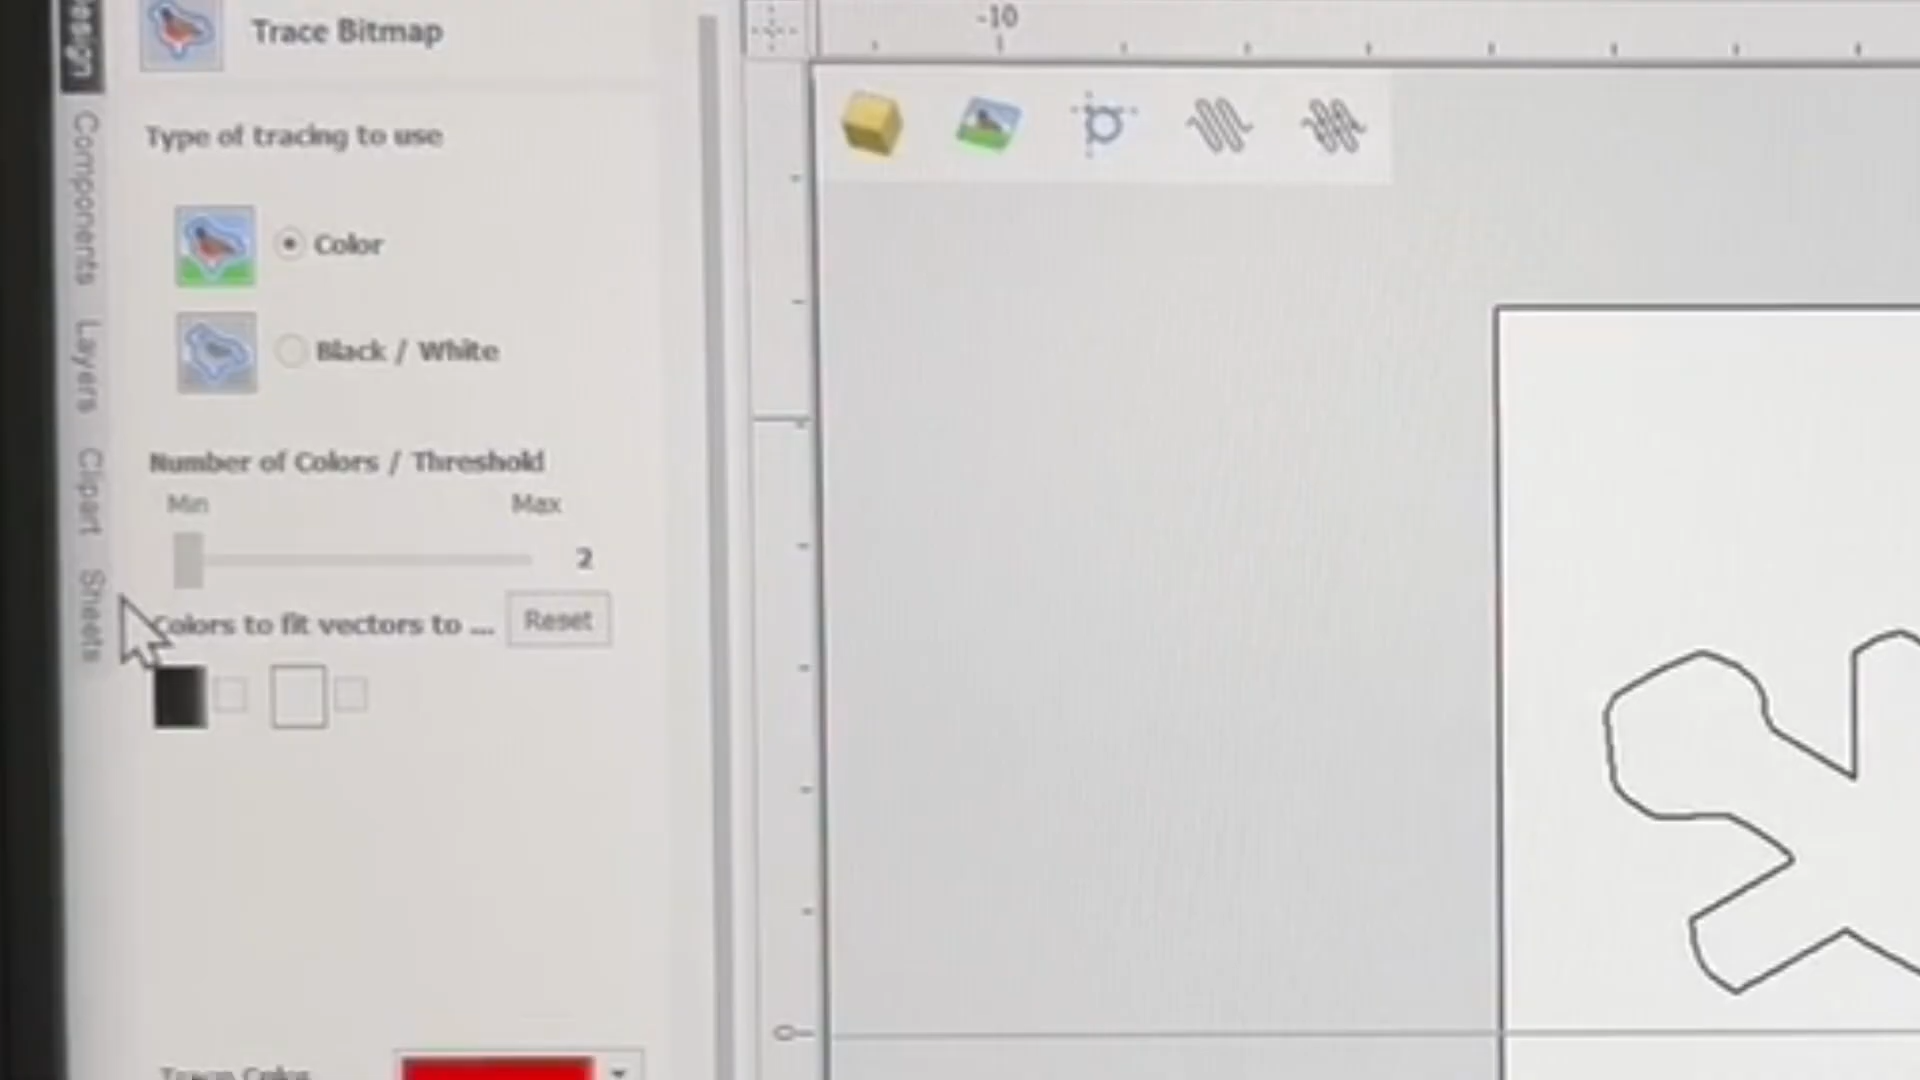 Trace Bitmap
-10
Type of tracing to use
Color
Black / White
Number of Colors / Threshold
Min
Max
2
Colors to fit vectors to ...
Reset
Components
Layers
Clipart
Sheets
0